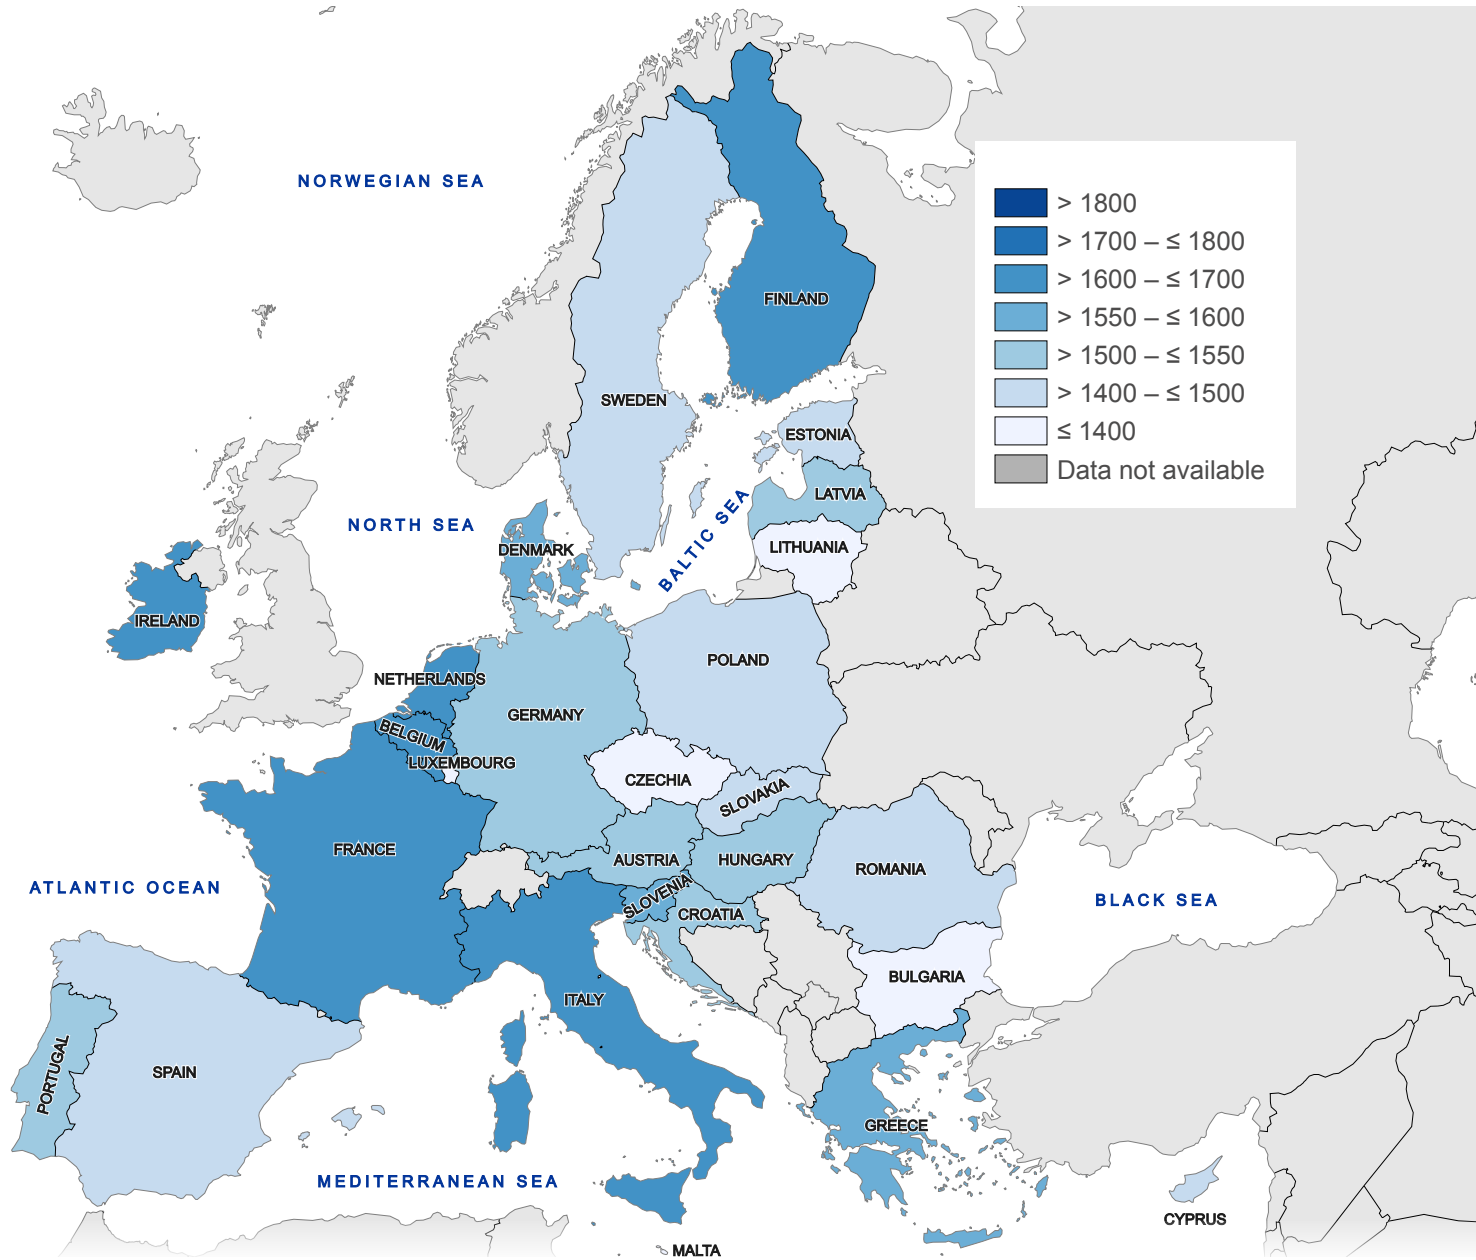 NORWEGIAN SEA
> 1800
> 1700 – ≤ 1800
> 1600 – ≤ 1700
> 1550 – ≤ 1600
> 1500 – ≤ 1550
> 1400 – ≤ 1500
≤ 1400
Data not available
FINLAND
SWEDEN
ESTONIA
LATVIA
BALTIC SEA
NORTH SEA
DENMARK
LITHUANIA
IRELAND
POLAND
NETHERLANDS
GERMANY
BELGIUM
LUXEMBOURG
CZECHIA
SLOVAKIA
FRANCE
AUSTRIA
HUNGARY
ROMANIA
ATLANTIC OCEAN
SLOVENIA
CROATIA
BLACK SEA
BULGARIA
ITALY
PORTUGAL
SPAIN
GREECE
MEDITERRANEAN SEA
CYPRUS
MALTA